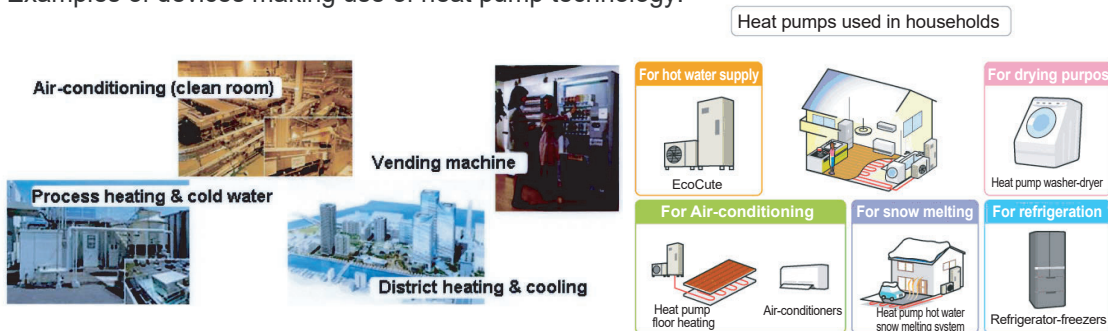 Examples of devices making use of heat pump technology:
Heat pumps used in households
Air-conditioning (clean room)
Vending machine
Process heating & cold water
District heating & cooling
For hot water supply
EcoCute
For drying purpos
Heat pump washer-dryer
For Air-conditioning
Heat pump
floor heating
Air-conditioners
For snow melting
Heat pump hot water
snow melting system
For refrigeration
Refrigerator-freezers